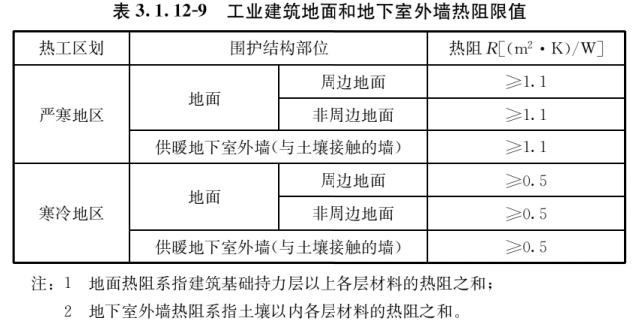 表 3.1.12-9 工业建筑地面和地下室外墙热阻限值
热工区划 围护结构部位 热阻 R[(m²·K)/W]
严寒地区 地面 周边地面 ≥1.1
非周边地面 ≥1.1
供暖地下室外墙(与土壤接触的墙) ≥1.1
寒冷地区 地面 周边地面 ≥0.5
非周边地面 ≥0.5
供暖地下室外墙(与土壤接触的墙) ≥0.5
注：1 地面热阻系指建筑基础持力层以上各层材料的热阻之和；
2 地下室外墙热阻系指土壤以内各层材料的热阻之和。